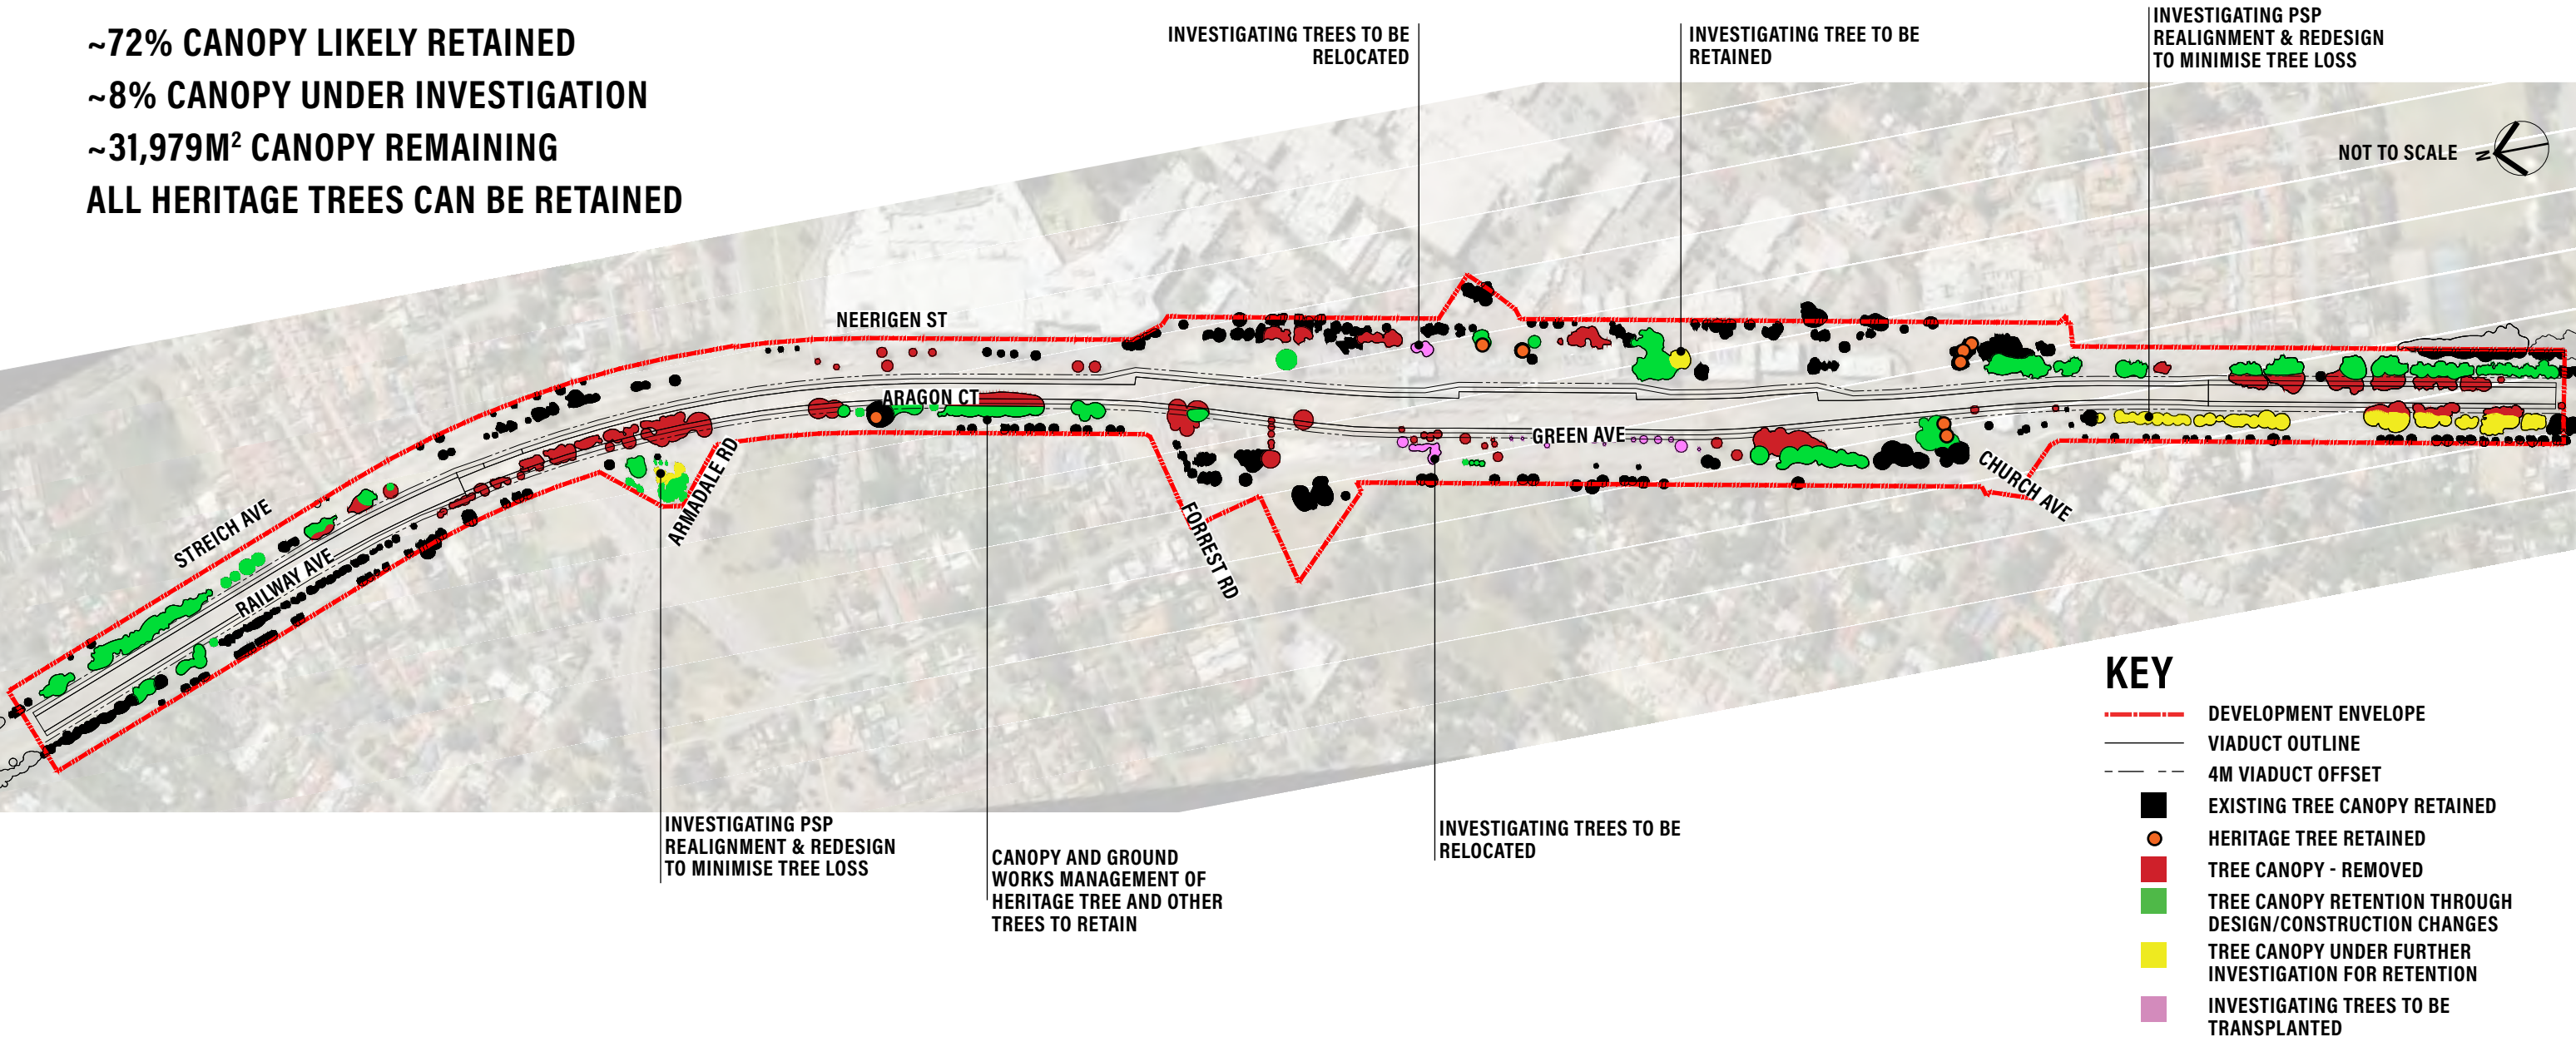 ~72% CANOPY LIKELY RETAINED
~8% CANOPY UNDER INVESTIGATION
~31,979M² CANOPY REMAINING
ALL HERITAGE TREES CAN BE RETAINED
INVESTIGATING TREES TO BE
RELOCATED
INVESTIGATING TREE TO BE
RETAINED
INVESTIGATING PSP
REALIGNMENT & REDESIGN
TO MINIMISE TREE LOSS
NOT TO SCALE
N
NEERIGEN ST
ARAGON CT
GREEN AVE
STREICH AVE
RAILWAY AVE
ARMADALE RD
FORREST RD
CHURCH AVE
INVESTIGATING PSP
REALIGNMENT & REDESIGN
TO MINIMISE TREE LOSS
CANOPY AND GROUND
WORKS MANAGEMENT OF
HERITAGE TREE AND OTHER
TREES TO RETAIN
INVESTIGATING TREES TO BE
RELOCATED
KEY
DEVELOPMENT ENVELOPE
VIADUCT OUTLINE
4M VIADUCT OFFSET
EXISTING TREE CANOPY RETAINED
HERITAGE TREE RETAINED
TREE CANOPY - REMOVED
TREE CANOPY RETENTION THROUGH
DESIGN/CONSTRUCTION CHANGES
TREE CANOPY UNDER FURTHER
INVESTIGATION FOR RETENTION
INVESTIGATING TREES TO BE
TRANSPLANTED